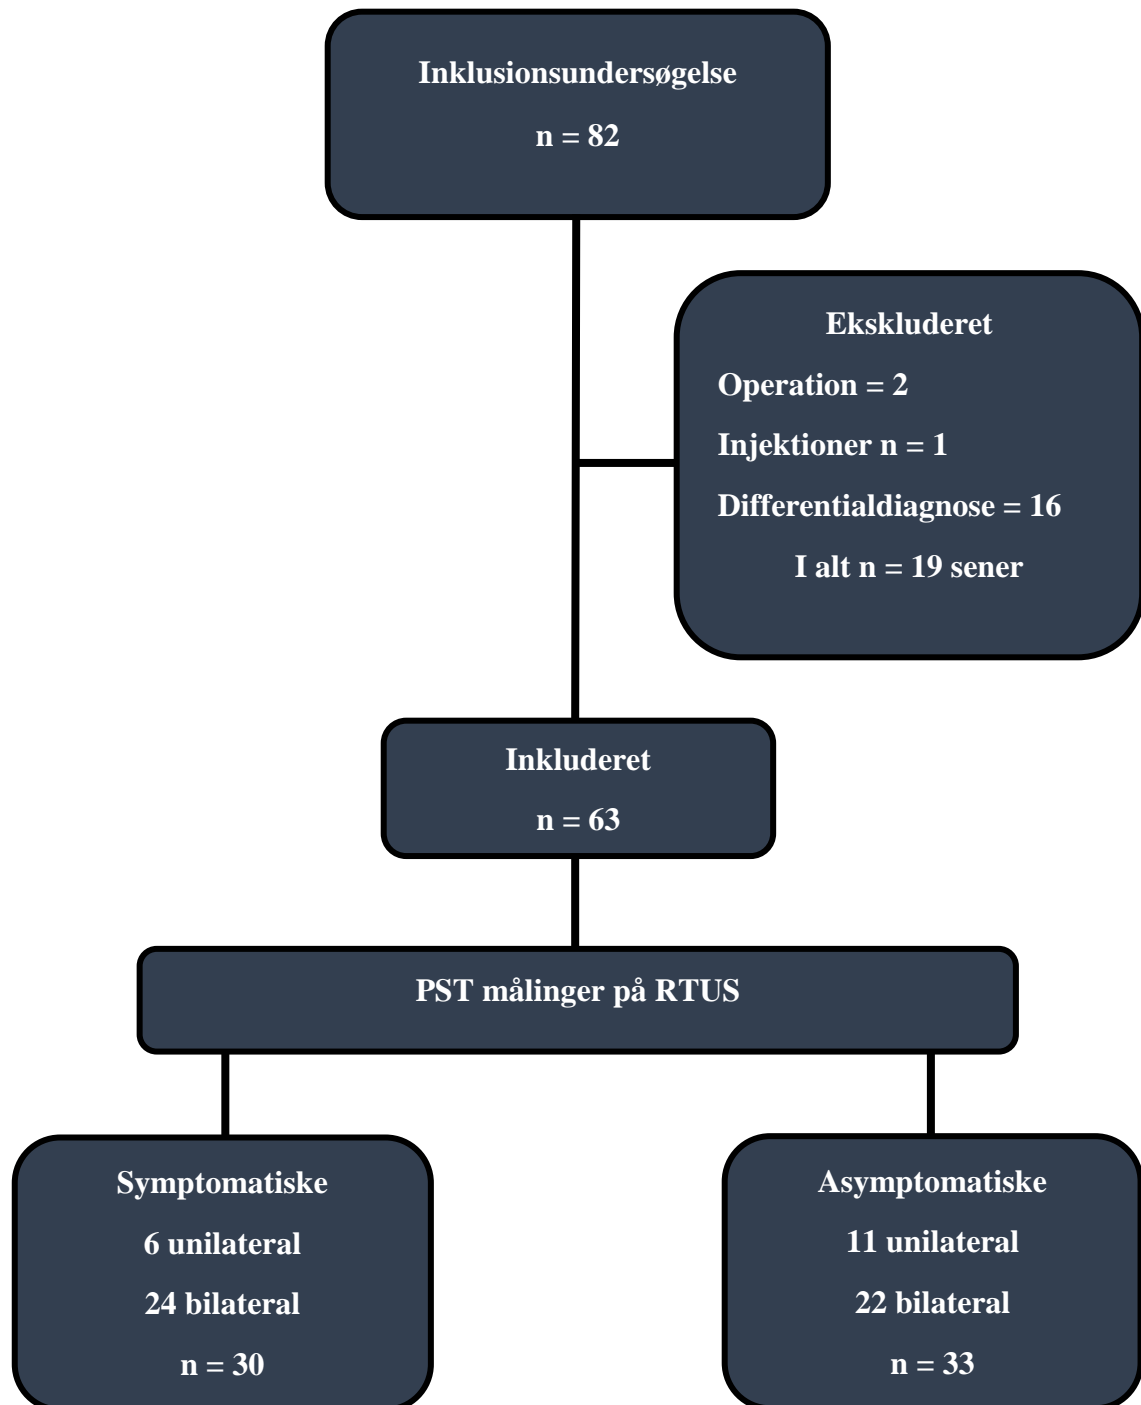 Inklusionsundersøgelse
n = 82
Ekskluderet
Operation = 2
Injektioner n = 1
Differentialdiagnose = 16
I alt n = 19 sener
Inkluderet
n = 63
PST målinger på RTUS
Symptomatiske
6 unilateral
24 bilateral
n = 30
Asymptomatiske
11 unilateral
22 bilateral
n = 33